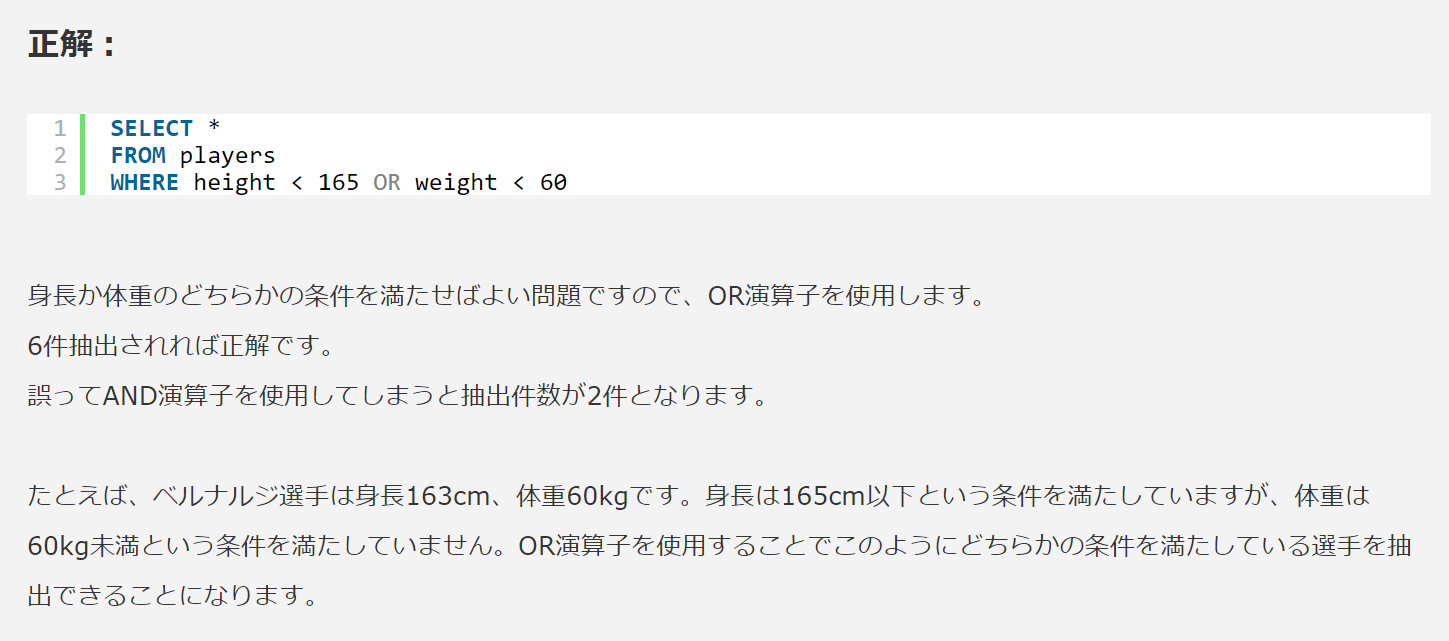 正解：
1 SELECT *
2 FROM players
3 WHERE height < 165 OR weight < 60
身長か体重のどちらかの条件を満たせばよい問題ですので、OR演算子を使用します。
6件抽出されれば正解です。
誤ってAND演算子を使用してしまうと抽出件数が2件となります。
たとえば、ベルナルジ選手は身長163cm、体重60kgです。身長は165cm以下という条件を満たしていますが、体重は
60kg未満という条件を満たしていません。OR演算子を使用することでこのようにどちらかの条件を満たしている選手を抽
出できることになります。